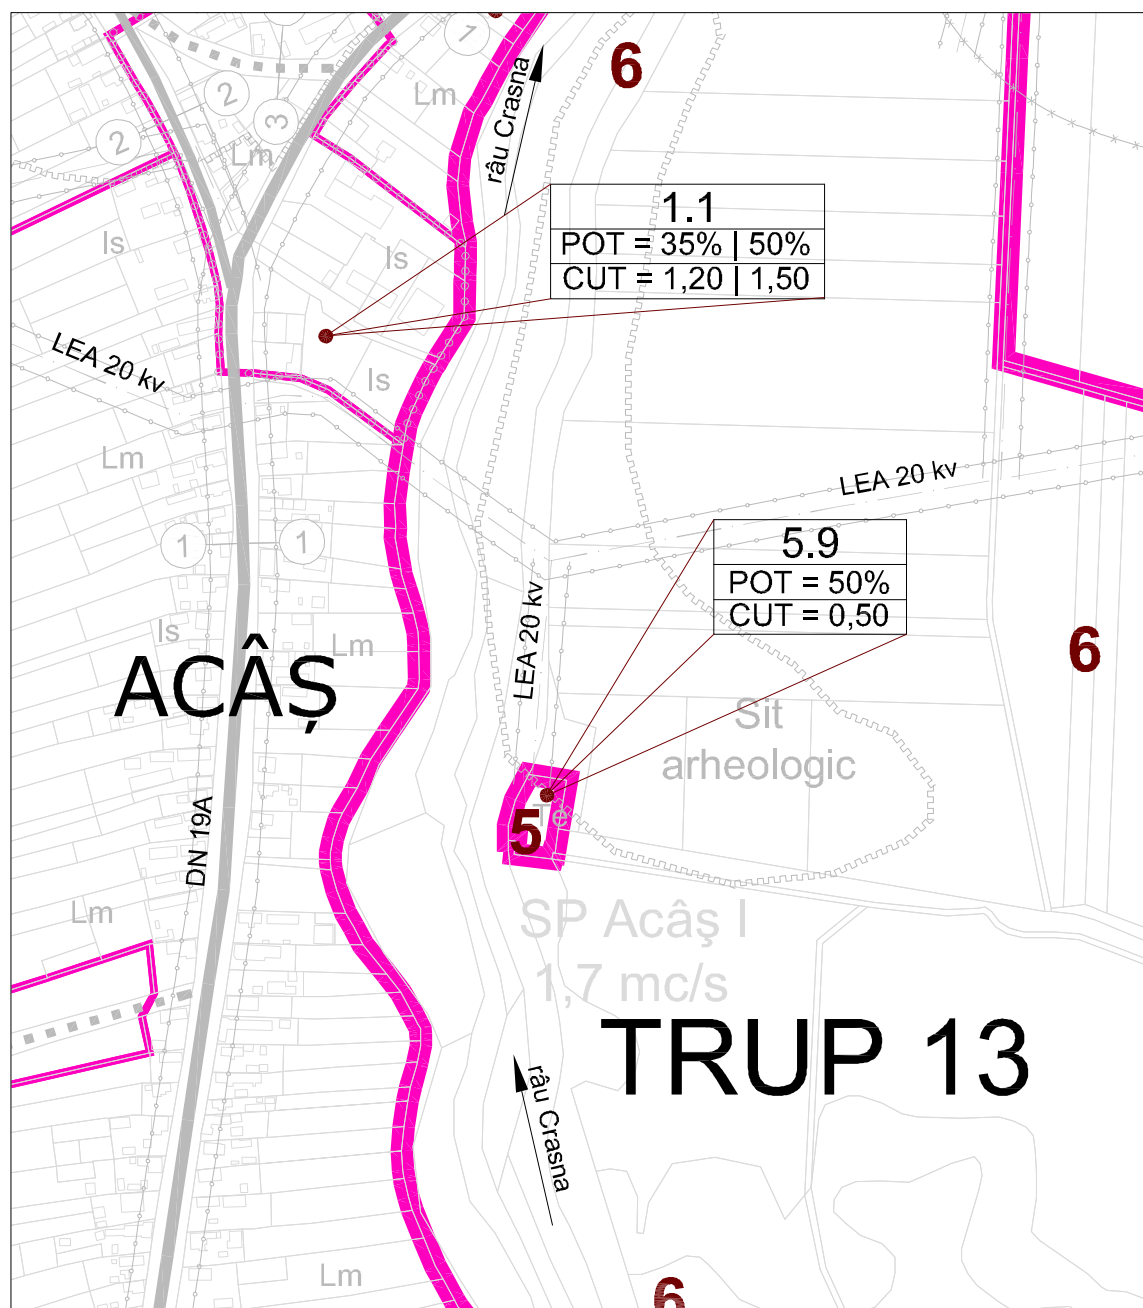 1
6
râu Crasna
Lm
2
3
2
Lm
1.1
POT = 35% | 50%
CUT = 1,20 | 1,50
Is
Is
LEA 20 kv
Is
Lm
LEA 20 kv
1
1
5.9
POT = 50%
CUT = 0,50
LEA 20 kv
Is
Lm
6
ACÂȘ
Sit
arheologic
Te
5
DN 19A
Lm
SP Acâş I
1,7 mc/s
TRUP 13
râu Crasna
Lm
6